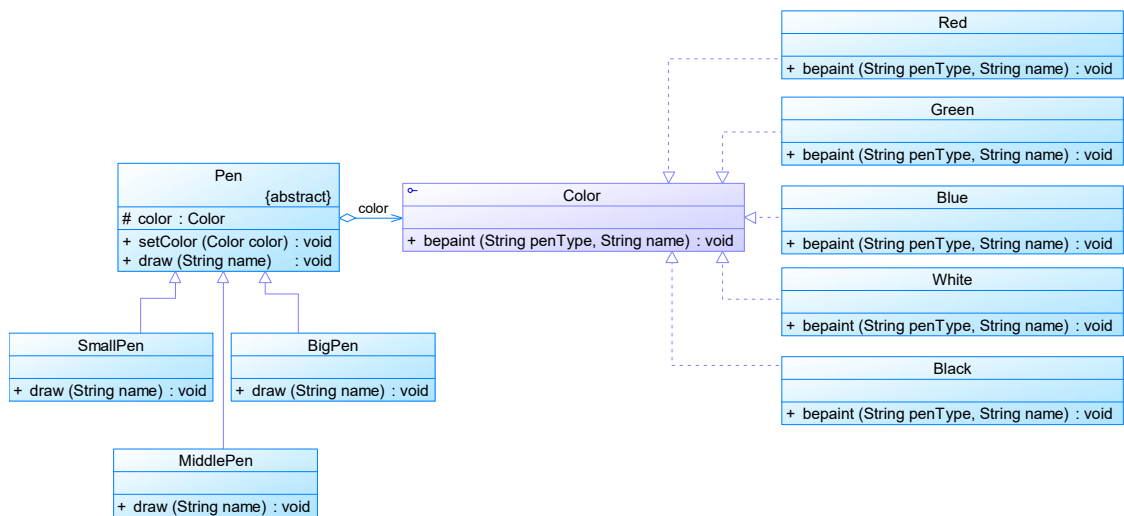 Red
+ bepaint (String penType, String name) : void
Green
+ bepaint (String penType, String name) : void
Pen
{abstract}
# color : Color
+ setColor (Color color) : void
+ draw (String name) : void
color
Color
+ bepaint (String penType, String name) : void
Blue
+ bepaint (String penType, String name) : void
White
+ bepaint (String penType, String name) : void
SmallPen
+ draw (String name) : void
BigPen
+ draw (String name) : void
Black
+ bepaint (String penType, String name) : void
MiddlePen
+ draw (String name) : void